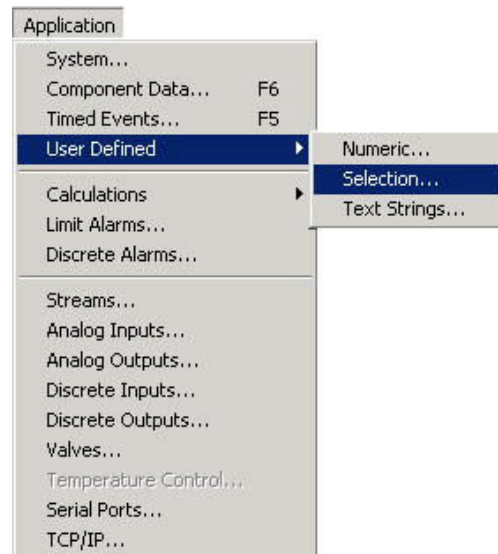 Application
System...
Component Data... F6
Timed Events... F5
User Defined
Numeric...
Selection...
Text Strings...
Calculations
Limit Alarms...
Discrete Alarms...
Streams...
Analog Inputs...
Analog Outputs...
Discrete Inputs...
Discrete Outputs...
Valves...
Temperature Control...
Serial Ports...
TCP/IP...